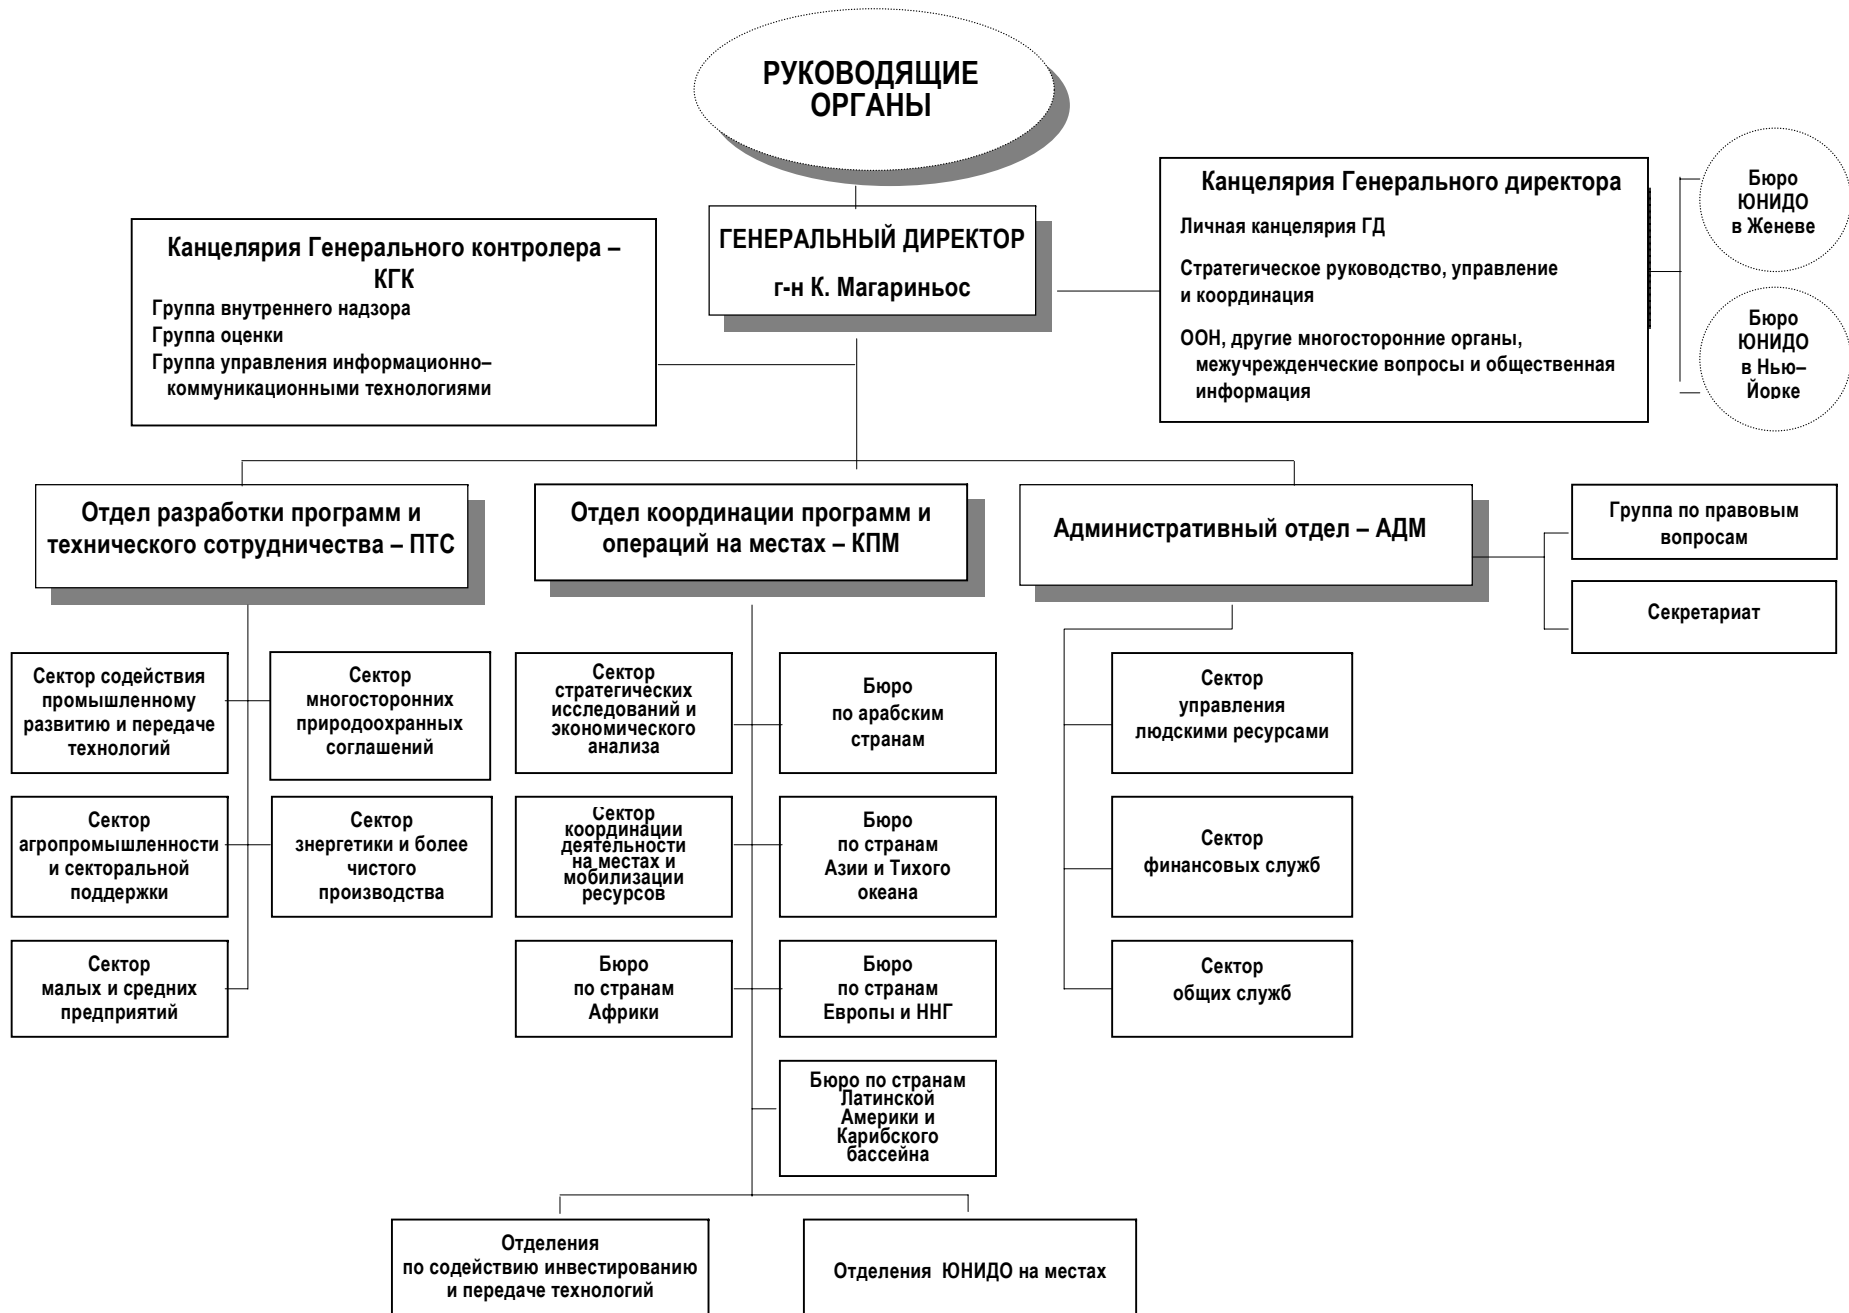 РУКОВОДЯЩИЕ
ОРГАНЫ
ГЕНЕРАЛЬНЫЙ ДИРЕКТОР
г-н К. Магариньос
Канцелярия Генерального контролера –
КГК
Группа внутреннего надзора
Группа оценки
Группа управления информационно–
коммуникационными технологиями
Канцелярия Генерального директора
Личная канцелярия ГД
Стратегическое руководство, управление
и координация
ООН, другие многосторонние органы,
межучрежденческие вопросы и общественная
информация
Бюро
ЮНИДО
в Женеве
Бюро
ЮНИДО
в Нью–
Йорке
Отдел разработки программ и
технического сотрудничества – ПТС
Отдел координации программ и
операций на местах – КПМ
Административный отдел – АДМ
Группа по правовым
вопросам
Секретариат
Сектор содействия
промышленному
развитию и передаче
технологий
Сектор
многосторонних
природоохранных
соглашений
Сектор
агропромышленности
и секторальной
поддержки
Сектор
знергетики и более
чистого
производства
Сектор
малых и средних
предприятий
Сектор
стратегических
исследований и
экономического
анализа
Бюро
по арабским
странам
Сектор
координации
деятельности
на местах и
мобилизации
ресурсов
Бюро
по странам
Азии и Тихого
океана
Бюро
по странам
Африки
Бюро
по странам
Европы и ННГ
Бюро по странам
Латинской
Америки и
Карибского
бассейна
Сектор
управления
людскими ресурсами
Сектор
финансовых служб
Сектор
общих служб
Отделения
по содействию инвестированию
и передаче технологий
Отделения ЮНИДО на местах